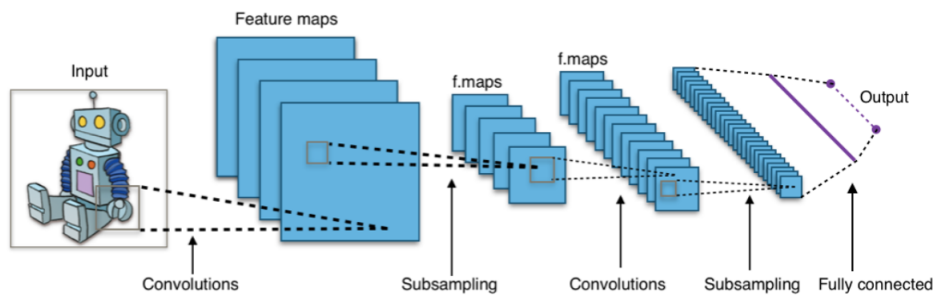 Feature maps
Input
f.maps
f.maps
Output
Convolutions
Subsampling
Convolutions
Subsampling
Fully connected